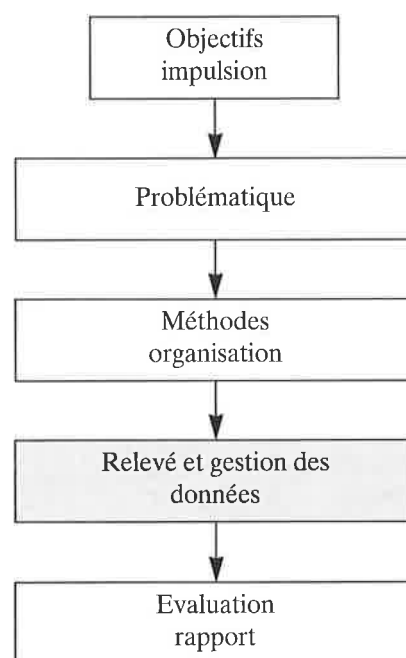 Objectifs
impulsion
Problématique
Méthodes
organisation
Relevé et gestion des
données
Evaluation
rapport